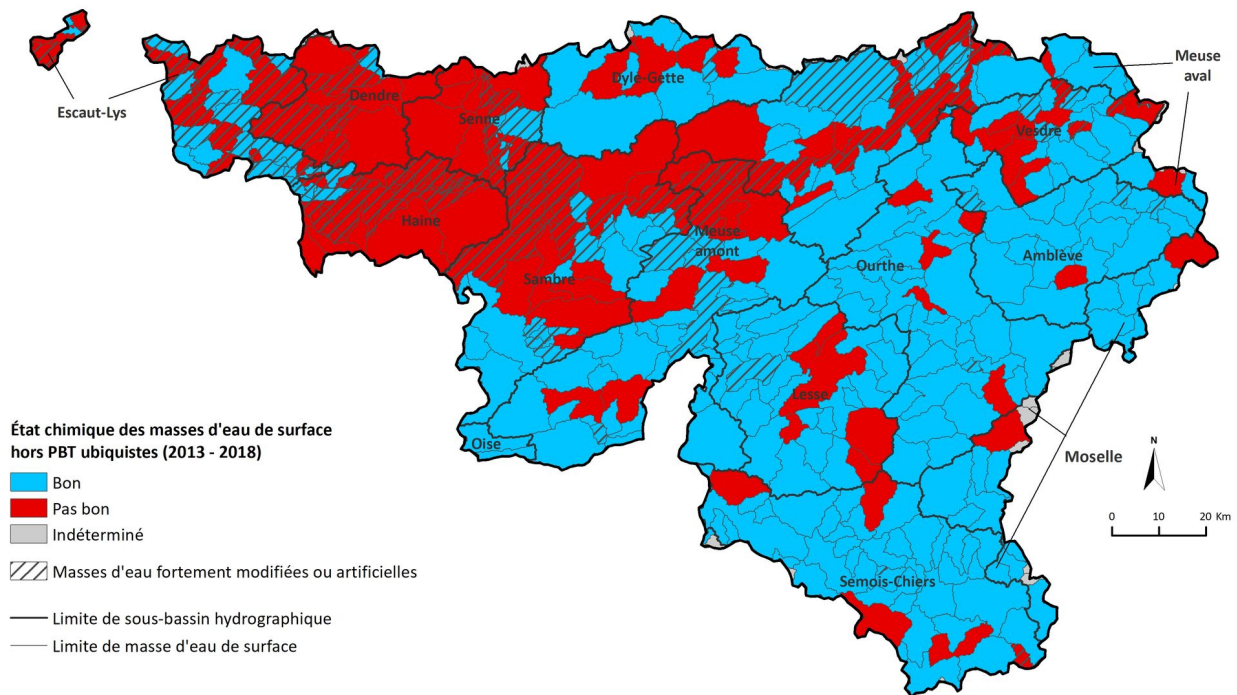 Escaut-Lys
Dendre
Senne
Dyle-Gette
Meuse
aval
Vesdre
Haine
Meuse
amont
Sambre
Ourthe
Amblève
Lesse
Oise
Moselle
Semois-Chiers
État chimique des masses d'eau de surface
hors PBT ubiquistes (2013 - 2018)
Bon
Pas bon
Indéterminé
Masses d'eau fortement modifiées ou artificielles
Limite de sous-bassin hydrographique
Limite de masse d'eau de surface
N
0 10 20 Km